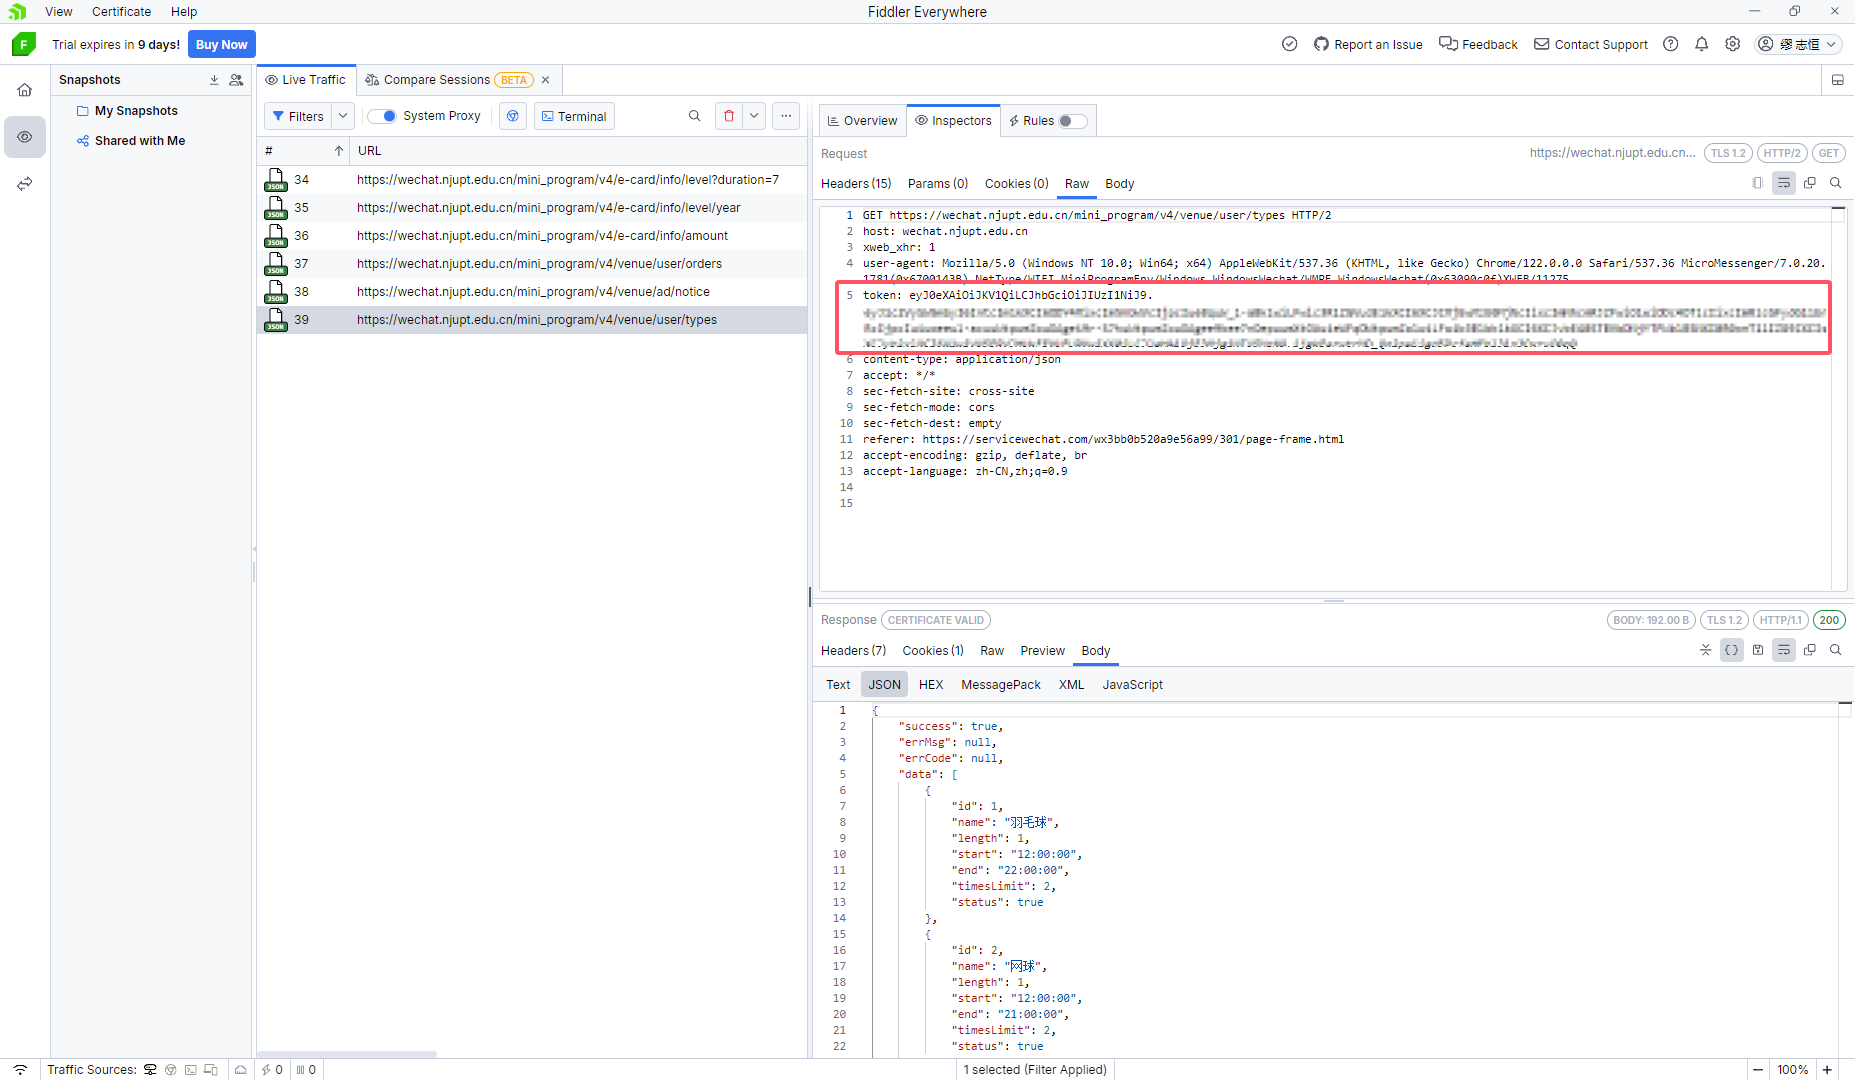 View Certificate Help
Fiddler Everywhere
Trial expires in 9 days! Buy Now
Report an Issue Feedback Contact Support 缪 志恒
Snapshots
My Snapshots
Shared with Me
Live Traffic
Compare Sessions BETA
Filters System Proxy Terminal
# URL
JSON 34 https://wechat.njupt.edu.cn/mini_program/v4/e-card/info/level?duration=7
JSON 35 https://wechat.njupt.edu.cn/mini_program/v4/e-card/info/level/year
JSON 36 https://wechat.njupt.edu.cn/mini_program/v4/e-card/info/amount
JSON 37 https://wechat.njupt.edu.cn/mini_program/v4/venue/user/orders
JSON 38 https://wechat.njupt.edu.cn/mini_program/v4/venue/ad/notice
JSON 39 https://wechat.njupt.edu.cn/mini_program/v4/venue/user/types
Overview Inspectors Rules
Request https://wechat.njupt.edu.cn... TLS 1.2 HTTP/2 GET
Headers (15) Params (0) Cookies (0) Raw Body
1 GET https://wechat.njupt.edu.cn/mini_program/v4/venue/user/types HTTP/2
2 host: wechat.njupt.edu.cn
3 xweb_xhr: 1
4 user-agent: Mozilla/5.0 (Windows NT 10.0; Win64; x64) AppleWebKit/537.36 (KHTML, like Gecko) Chrome/122.0.0.0 Safari/537.36 MicroMessenger/7.0.20.
1781(0x6700143B) NetType/WIFI MiniProgramEnv/Windows WindowsWechat/WMPF WindowsWechat(0x63090c0f)XWEB/11275
5 token: eyJ0eXAiOiJKV1QiLCJhbGciOiJIUzI1NiJ9.
6 content-type: application/json
7 accept: */*
8 sec-fetch-site: cross-site
9 sec-fetch-mode: cors
10 sec-fetch-dest: empty
11 referer: https://servicewechat.com/wx3bb0b520a9e56a99/301/page-frame.html
12 accept-encoding: gzip, deflate, br
13 accept-language: zh-CN,zh;q=0.9
14
15
Response CERTIFICATE VALID BODY: 192.00 B TLS 1.2 HTTP/1.1 200
Headers (7) Cookies (1) Raw Preview Body
Text JSON HEX MessagePack XML JavaScript
1 {
2 "success": true,
3 "errMsg": null,
4 "errCode": null,
5 "data": [
6 {
7 "id": 1,
8 "name": "羽毛球",
9 "length": 1,
10 "start": "12:00:00",
11 "end": "22:00:00",
12 "timesLimit": 2,
13 "status": true
14 },
15 {
16 "id": 2,
17 "name": "网球",
18 "length": 1,
19 "start": "12:00:00",
20 "end": "21:00:00",
21 "timesLimit": 2,
22 "status": true
Traffic Sources: 0 0
1 selected (Filter Applied)
100%